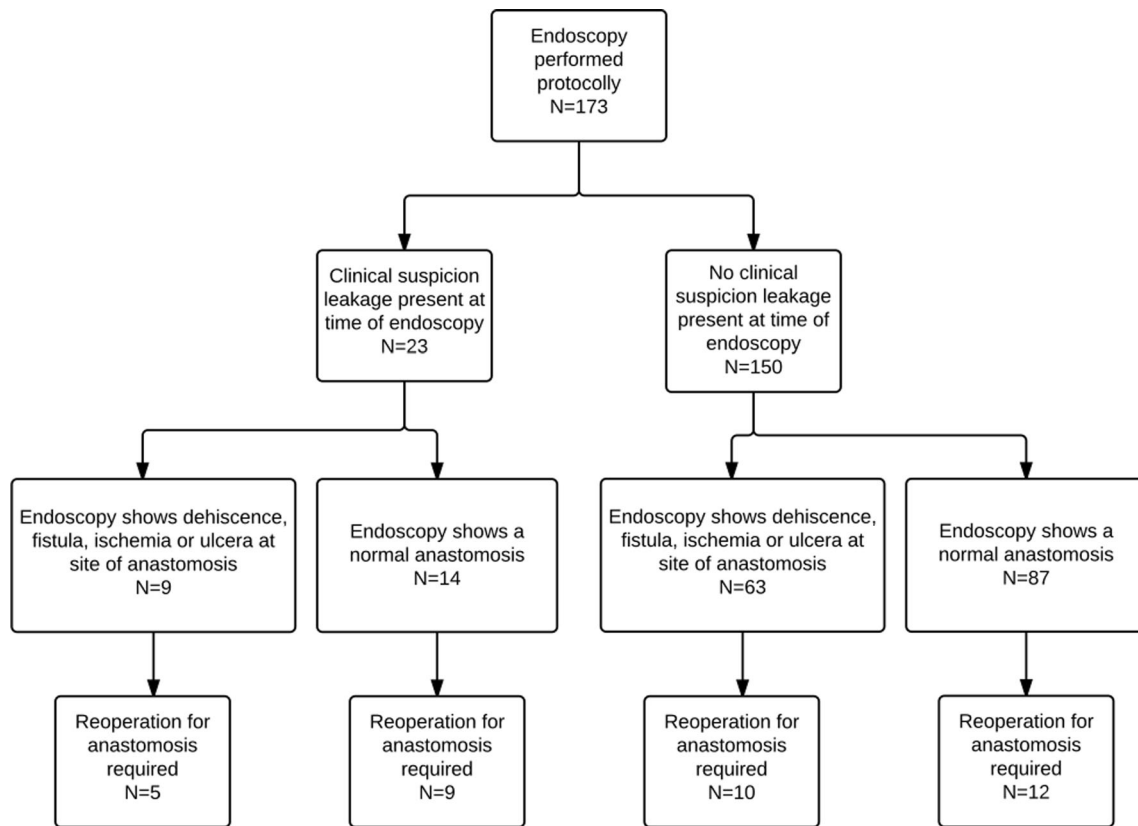 Endoscopy
performed
protocolly
N=173
Clinical suspicion
leakage present at
time of endoscopy
N=23
No clinical
suspicion leakage
present at time of
endoscopy
N=150
Endoscopy shows dehiscence,
fistula, ischemia or ulcera at
site of anastomosis
N=9
Endoscopy shows a
normal anastomosis
N=14
Endoscopy shows dehiscence,
fistula, ischemia or ulcera at
site of anastomosis
N=63
Endoscopy shows a
normal anastomosis
N=87
Reoperation for
anastomosis
required
N=5
Reoperation for
anastomosis
required
N=9
Reoperation for
anastomosis
required
N=10
Reoperation for
anastomosis
required
N=12